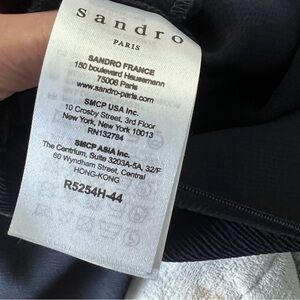 sandro
PARIS
SANDRO FRANCE
150 boulevard Haussmann
75008 Paris
www.sandro-paris.com
SMCP USA Inc.
10 Crosby Street, 3rd Floor
New York, New York 10013
RN132784
SMCP ASIA Inc.
The Centrium, Suite 3203A-5A, 32/F
60 Wyndham Street, Central
HONG-KONG
R5254H-44